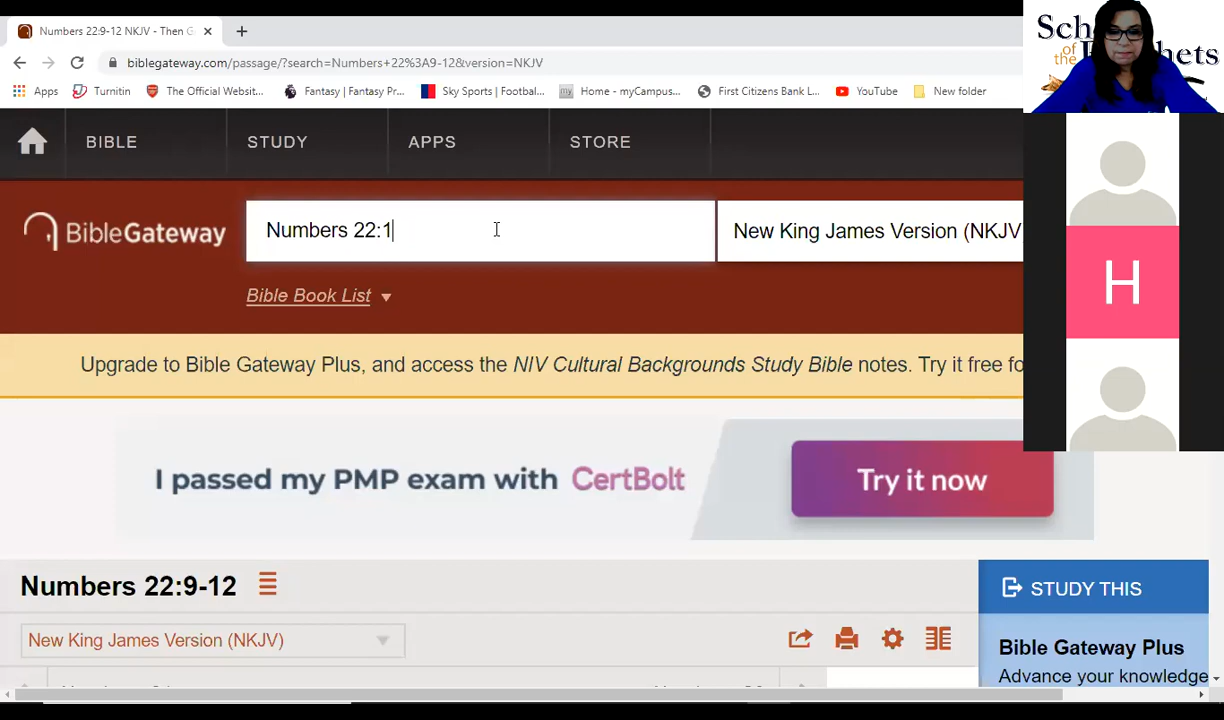 Numbers 22:9-12 NKJV - Then G
biblegateway.com/passage/?search=Numbers+22%3A9-12&version=NKJV
Apps
Turnitin
The Official Websit...
Fantasy | Fantasy Pr...
Sky Sports | Footbal...
my Home - myCampus...
First Citizens Bank L...
YouTube
New folder
of the
BIBLE
STUDY
APPS
STORE
BibleGateway
Numbers 22:1
New King James Version (NKJV)
Bible Book List
H
Upgrade to Bible Gateway Plus, and access the NIV Cultural Backgrounds Study Bible notes. Try it free fo
I passed my PMP exam with CertBolt
Try it now
Numbers 22:9-12
STUDY THIS
New King James Version (NKJV)
Bible Gateway Plus
Advance your knowledge